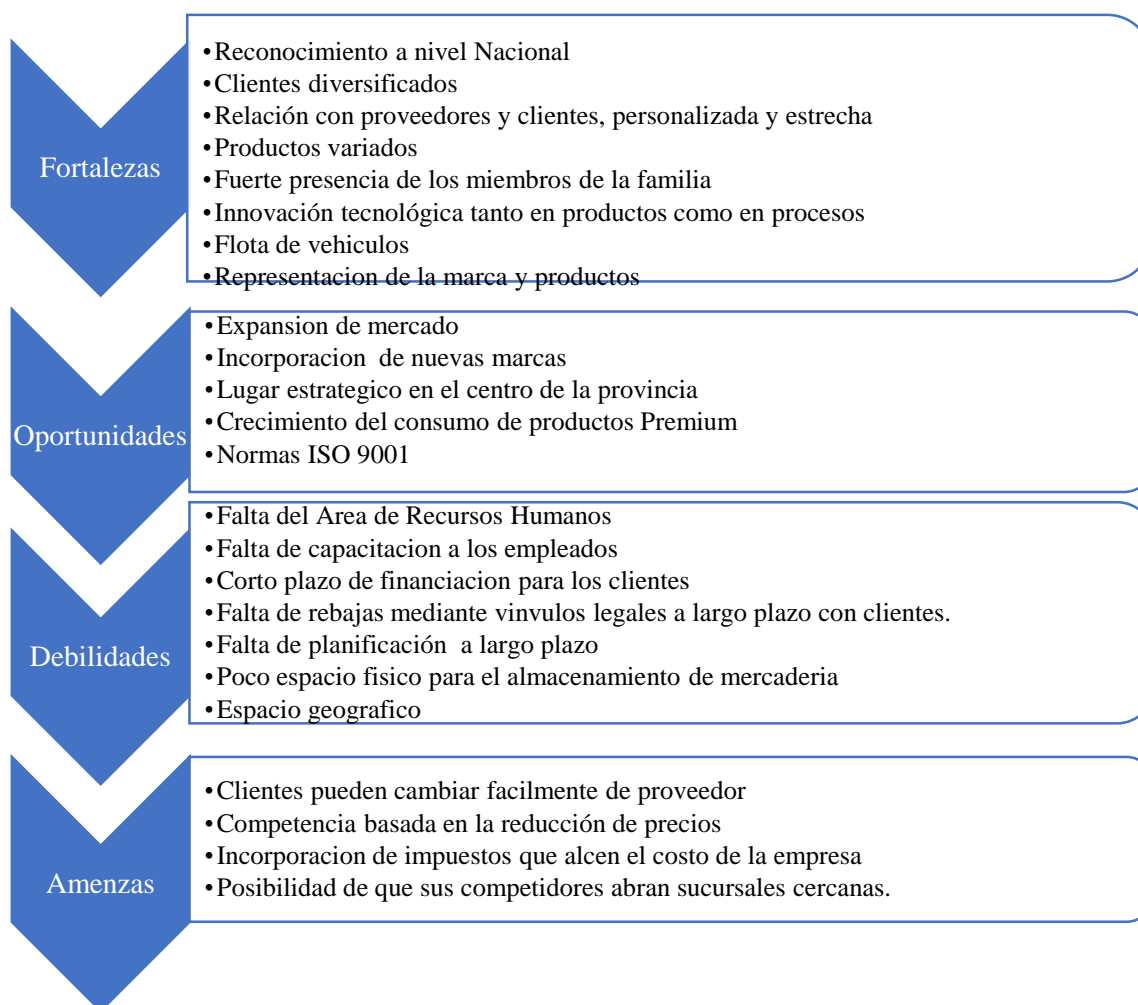 Fortalezas
•Reconocimiento a nivel Nacional
•Clientes diversificados
•Relación con proveedores y clientes, personalizada y estrecha
•Productos variados
•Fuerte presencia de los miembros de la familia
•Innovación tecnológica tanto en productos como en procesos
•Flota de vehiculos
•Representacion de la marca y productos
Oportunidades
•Expansion de mercado
•Incorporacion de nuevas marcas
•Lugar estrategico en el centro de la provincia
•Crecimiento del consumo de productos Premium
•Normas ISO 9001
Debilidades
•Falta del Area de Recursos Humanos
•Falta de capacitacion a los empleados
•Corto plazo de financiacion para los clientes
•Falta de rebajas mediante vinvulos legales a largo plazo con clientes.
•Falta de planificación a largo plazo
•Poco espacio fisico para el almacenamiento de mercaderia
•Espacio geografico
Amenzas
•Clientes pueden cambiar facilmente de proveedor
•Competencia basada en la reducción de precios
•Incorporacion de impuestos que alcen el costo de la empresa
•Posibilidad de que sus competidores abran sucursales cercanas.